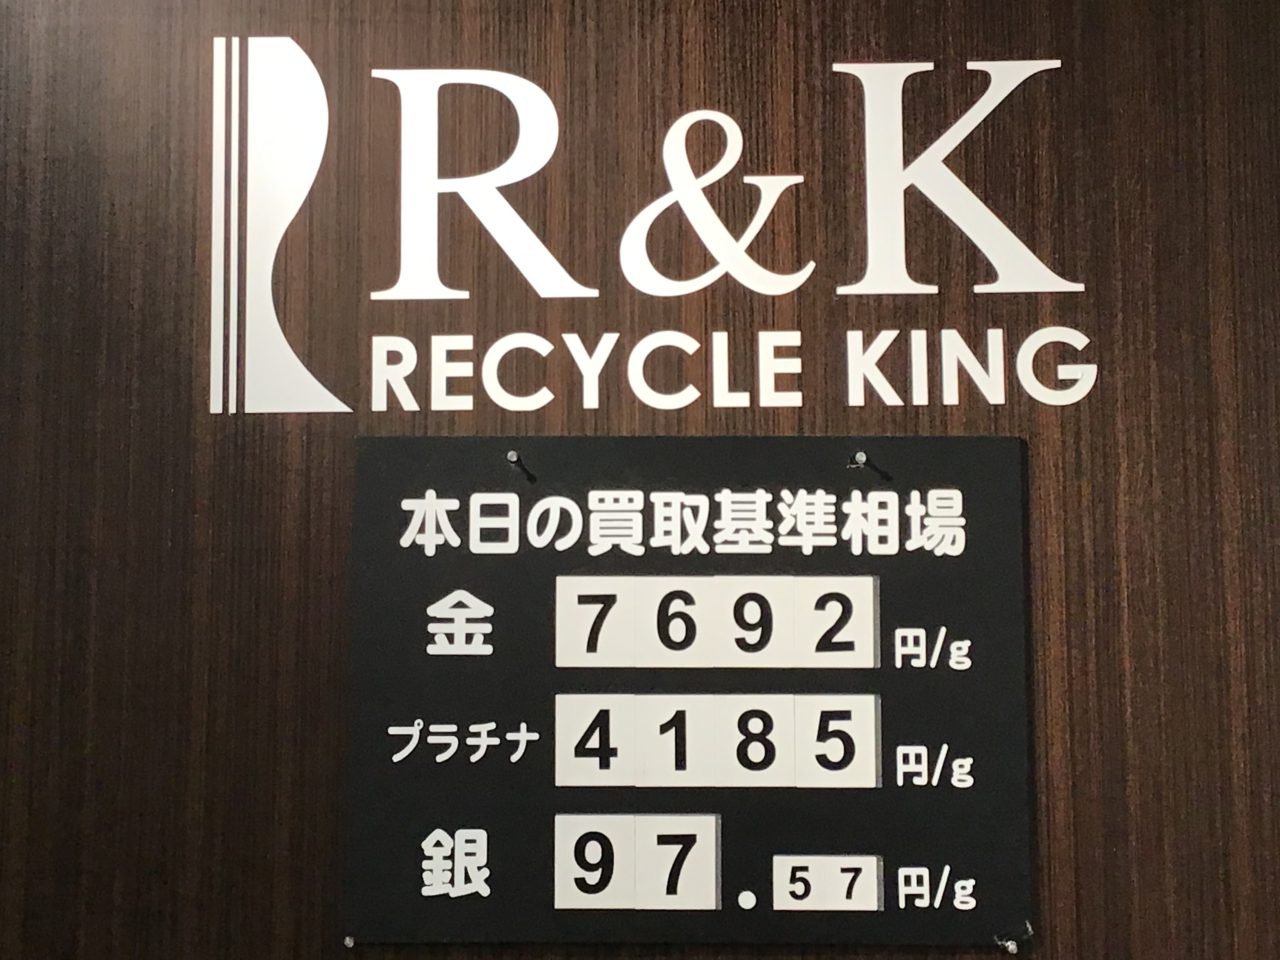 R&K
RECYCLE KING
本日の買取基準相場
金 7692 円/g
プラチナ 4185 円/g
銀 97.57 円/g